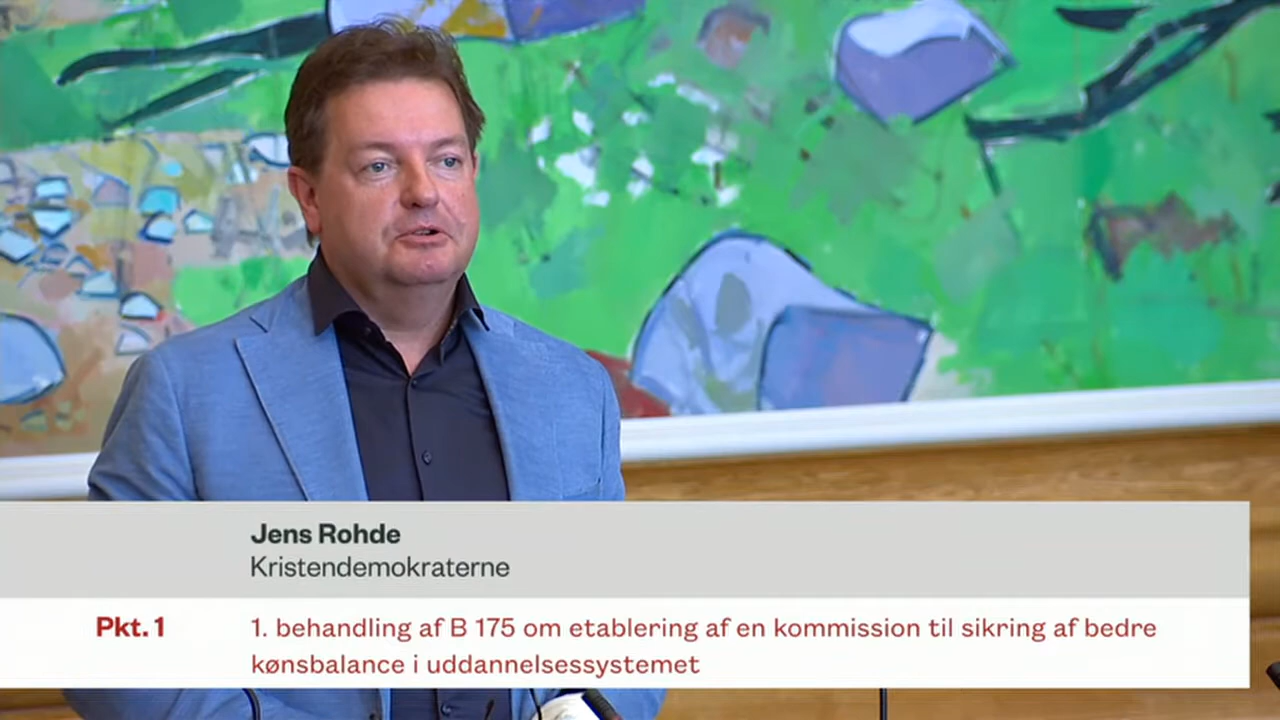 Jens Rohde
Kristendemokraterne
Pkt. 1
1. behandling af B 175 om etablering af en kommission til sikring af bedre
kønsbalance i uddannelsessystemet